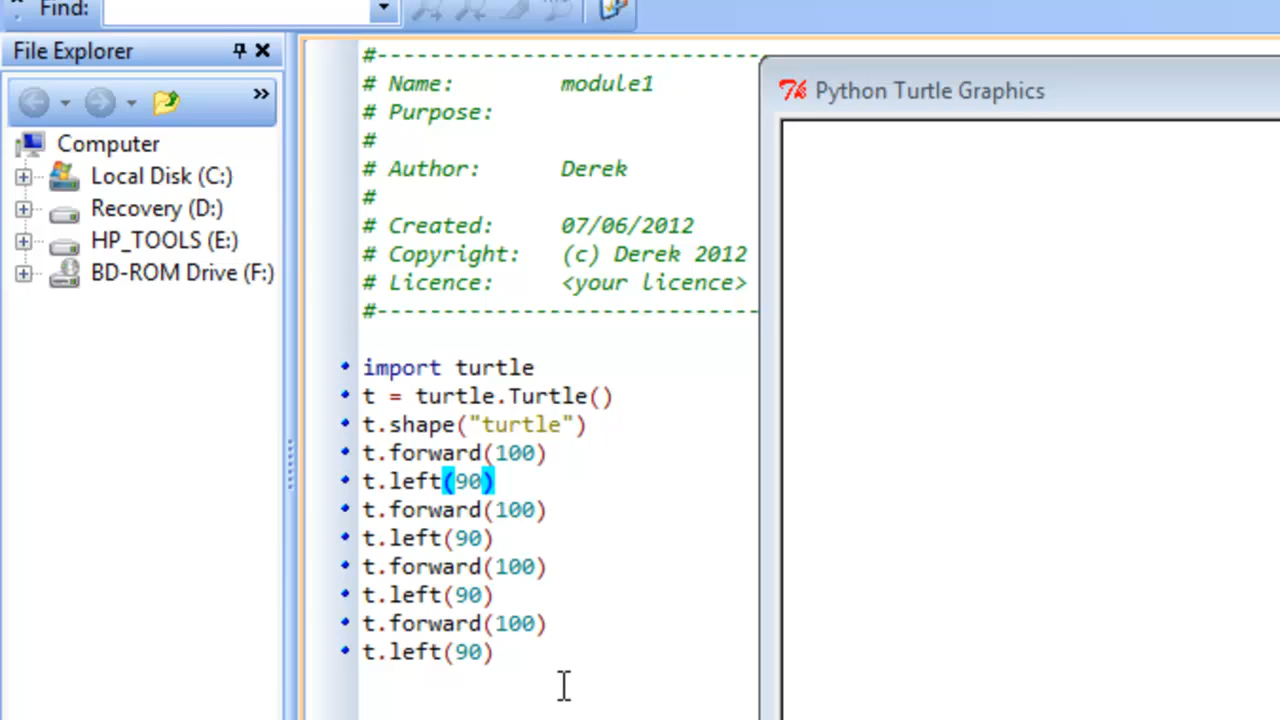 Find:
File Explorer
Computer
Local Disk (C:)
Recovery (D:)
HP_TOOLS (E:)
BD-ROM Drive (F:)
#-----------------------------
# Name:        module1
# Purpose:
#
# Author:      Derek
#
# Created:     07/06/2012
# Copyright:   (c) Derek 2012
# Licence:     <your licence>
#-----------------------------
import turtle
t = turtle.Turtle()
t.shape("turtle")
t.forward(100)
t.left(90)
t.forward(100)
t.left(90)
t.forward(100)
t.left(90)
t.forward(100)
t.left(90)
Python Turtle Graphics